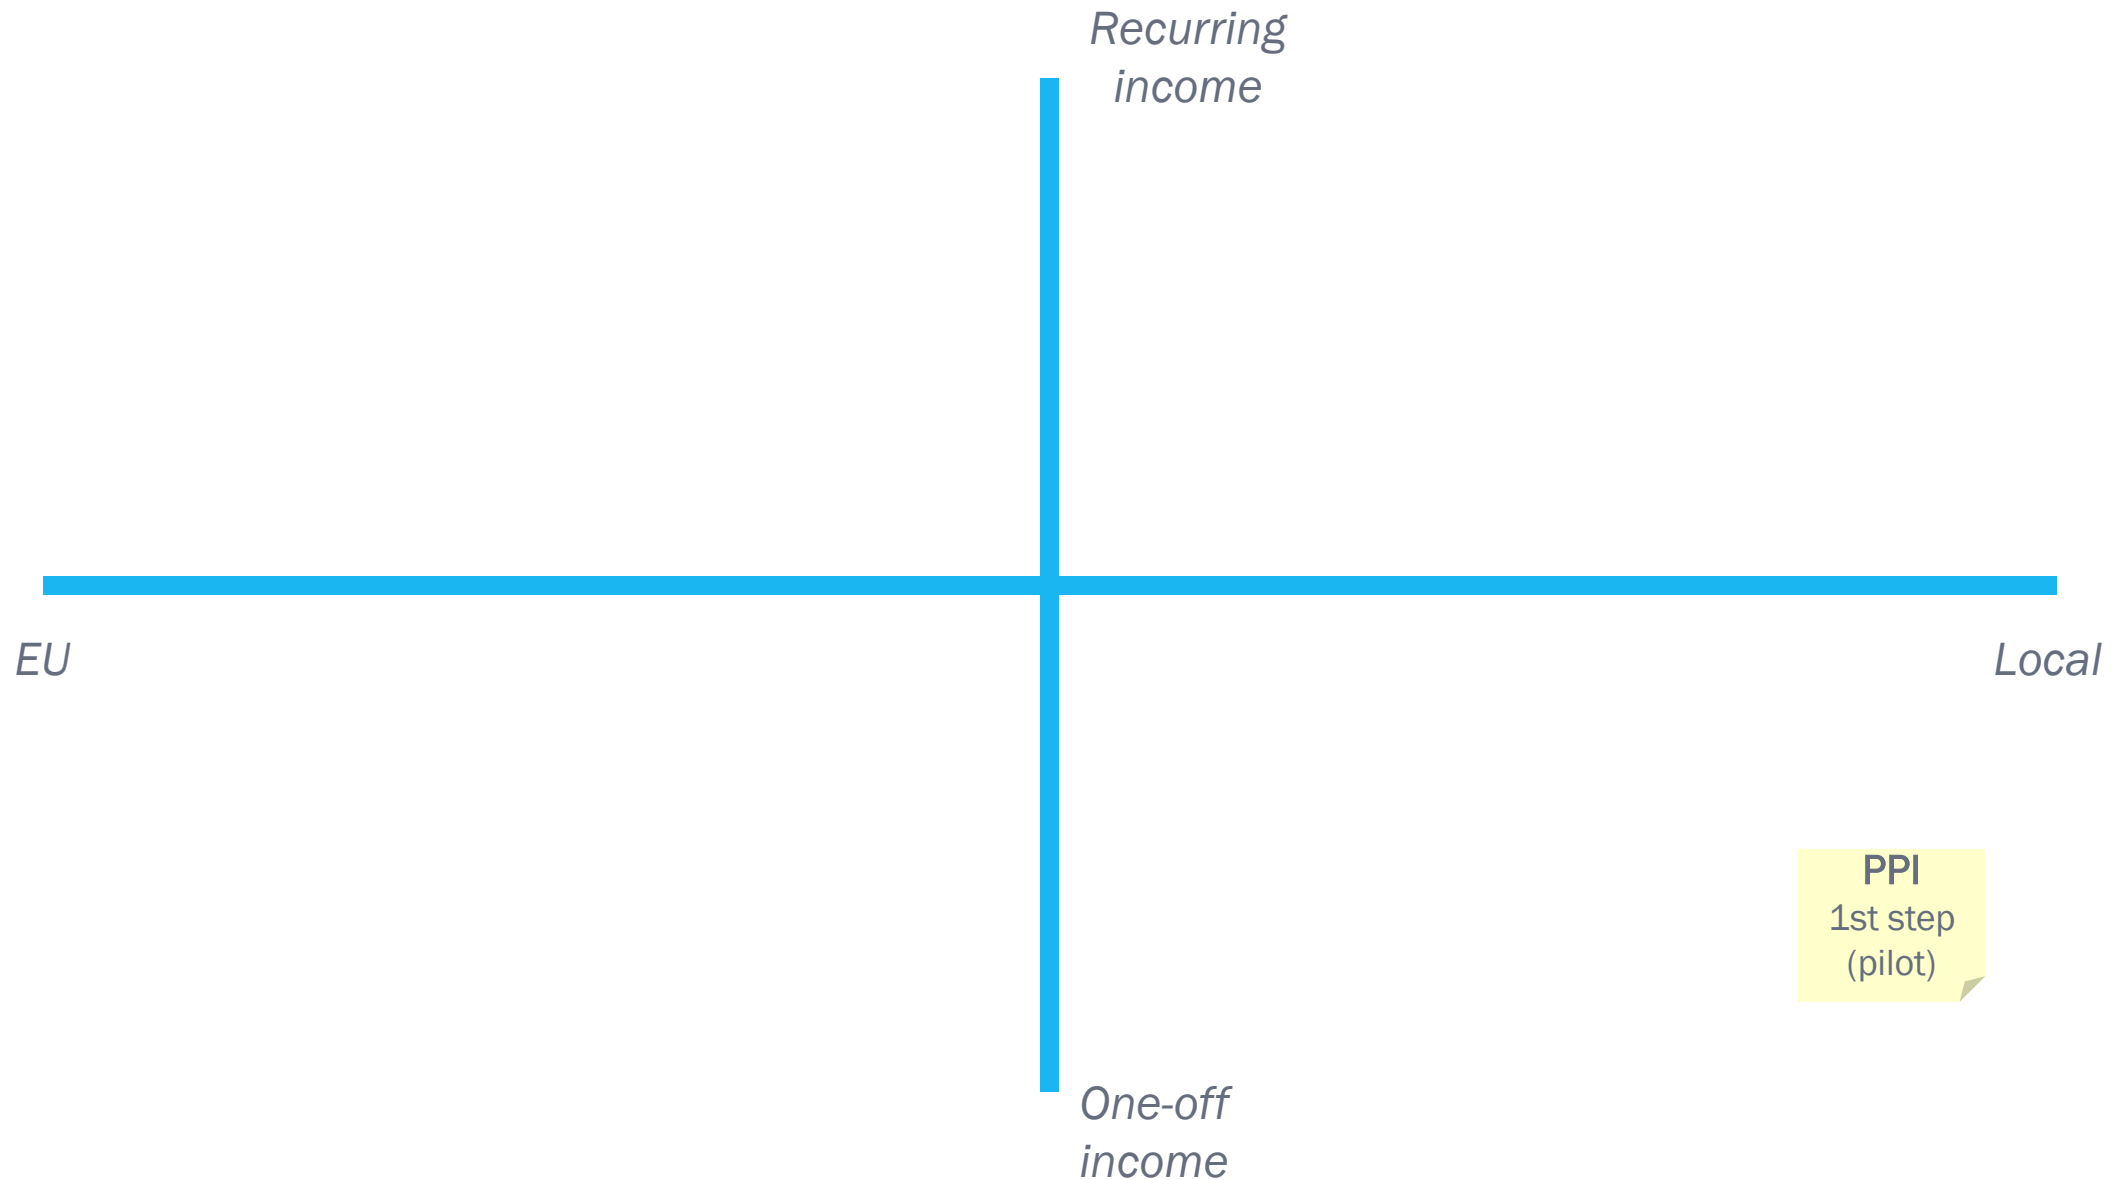 Recurring
income
EU
Local
PPI
1st step
(pilot)
One-off
income